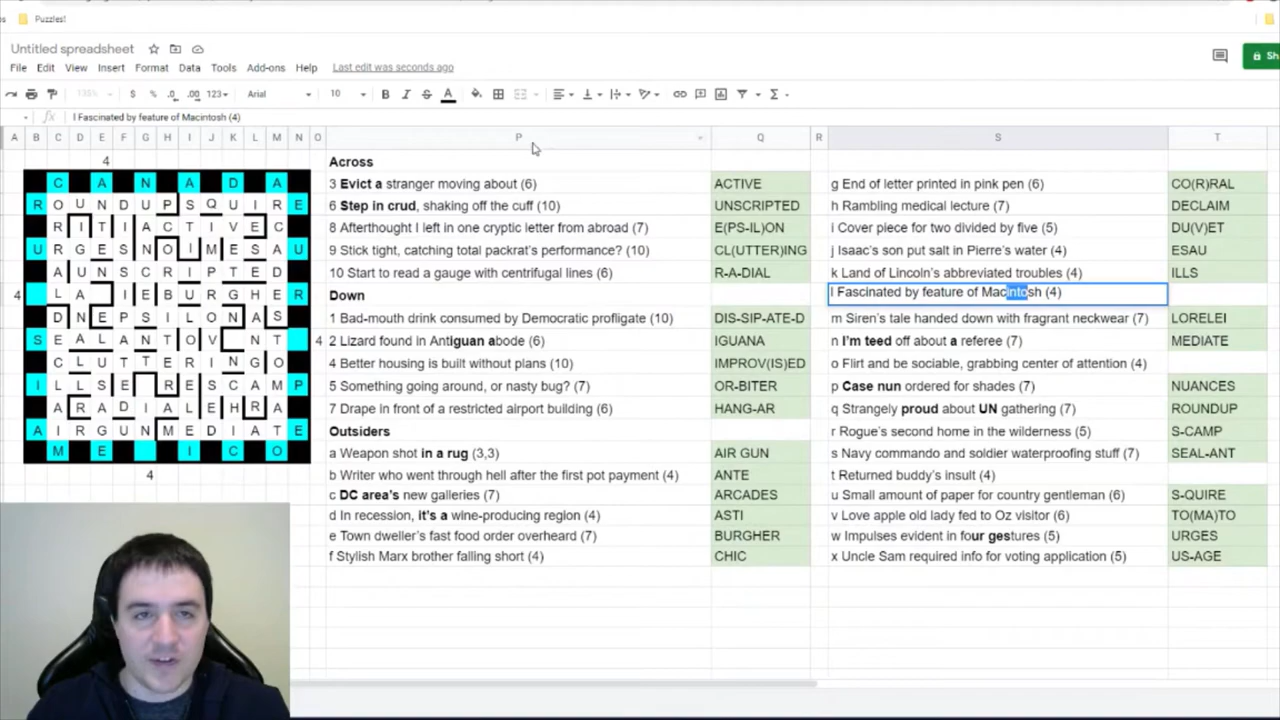 Puzzles!
Untitled spreadsheet
File Edit View Insert Format Data Tools Add-ons Help Last edit was seconds ago
135% $ % .0 .00 123 Arial 10 B I S A
fx l Fascinated by feature of Macintosh (4)
A B C D E F G H I J K L M N O P Q R S T
4
Across
C A N A D A
3 Evict a stranger moving about (6) ACTIVE g End of letter printed in pink pen (6) CO(R)RAL
R O U N D U P S Q U I R E
6 Step in crud, shaking off the cuff (10) UNSCRIPTED h Rambling medical lecture (7) DECLAIM
R I T I A C T I V E C
8 Afterthought I left in one cryptic letter from abroad (7) E(PS-IL)ON i Cover piece for two divided by five (5) DU(V)ET
U R G E S N O I M E S A U
9 Stick tight, catching total packrat's performance? (10) CL(UTTER)ING j Isaac's son put salt in Pierre's water (4) ESAU
A U N S C R I P T E D
10 Start to read a gauge with centrifugal lines (6) R-A-DIAL k Land of Lincoln's abbreviated troubles (4) ILLS
4 L A I E B U R G H E R
Down l Fascinated by feature of Macintosh (4)
D N E P S I L O N A S
1 Bad-mouth drink consumed by Democratic profligate (10) DIS-SIP-ATE-D m Siren's tale handed down with fragrant neckwear (7) LORELEI
S E A L A N T O V N T 4
2 Lizard found in Antiguan abode (6) IGUANA n I'm teed off about a referee (7) MEDIATE
C L U T T E R I N G O
4 Better housing is built without plans (10) IMPROV(IS)ED o Flirt and be sociable, grabbing center of attention (4)
I L L S E R E S C A M P
5 Something going around, or nasty bug? (7) OR-BITER p Case nun ordered for shades (7) NUANCES
A R A D I A L E H R A
7 Drape in front of a restricted airport building (6) HANG-AR q Strangely proud about UN gathering (7) ROUNDUP
A I R G U N M E D I A T E
Outsiders r Rogue's second home in the wilderness (5) S-CAMP
M E I C O
a Weapon shot in a rug (3,3) AIR GUN s Navy commando and soldier waterproofing stuff (7) SEAL-ANT
4
b Writer who went through hell after the first pot payment (4) ANTE t Returned buddy's insult (4)
c DC area's new galleries (7) ARCADES u Small amount of paper for country gentleman (6) S-QUIRE
d In recession, it's a wine-producing region (4) ASTI v Love apple old lady fed to Oz visitor (6) TO(MA)TO
e Town dweller's fast food order overheard (7) BURGHER w Impulses evident in four gestures (5) URGES
f Stylish Marx brother falling short (4) CHIC x Uncle Sam required info for voting application (5) US-AGE